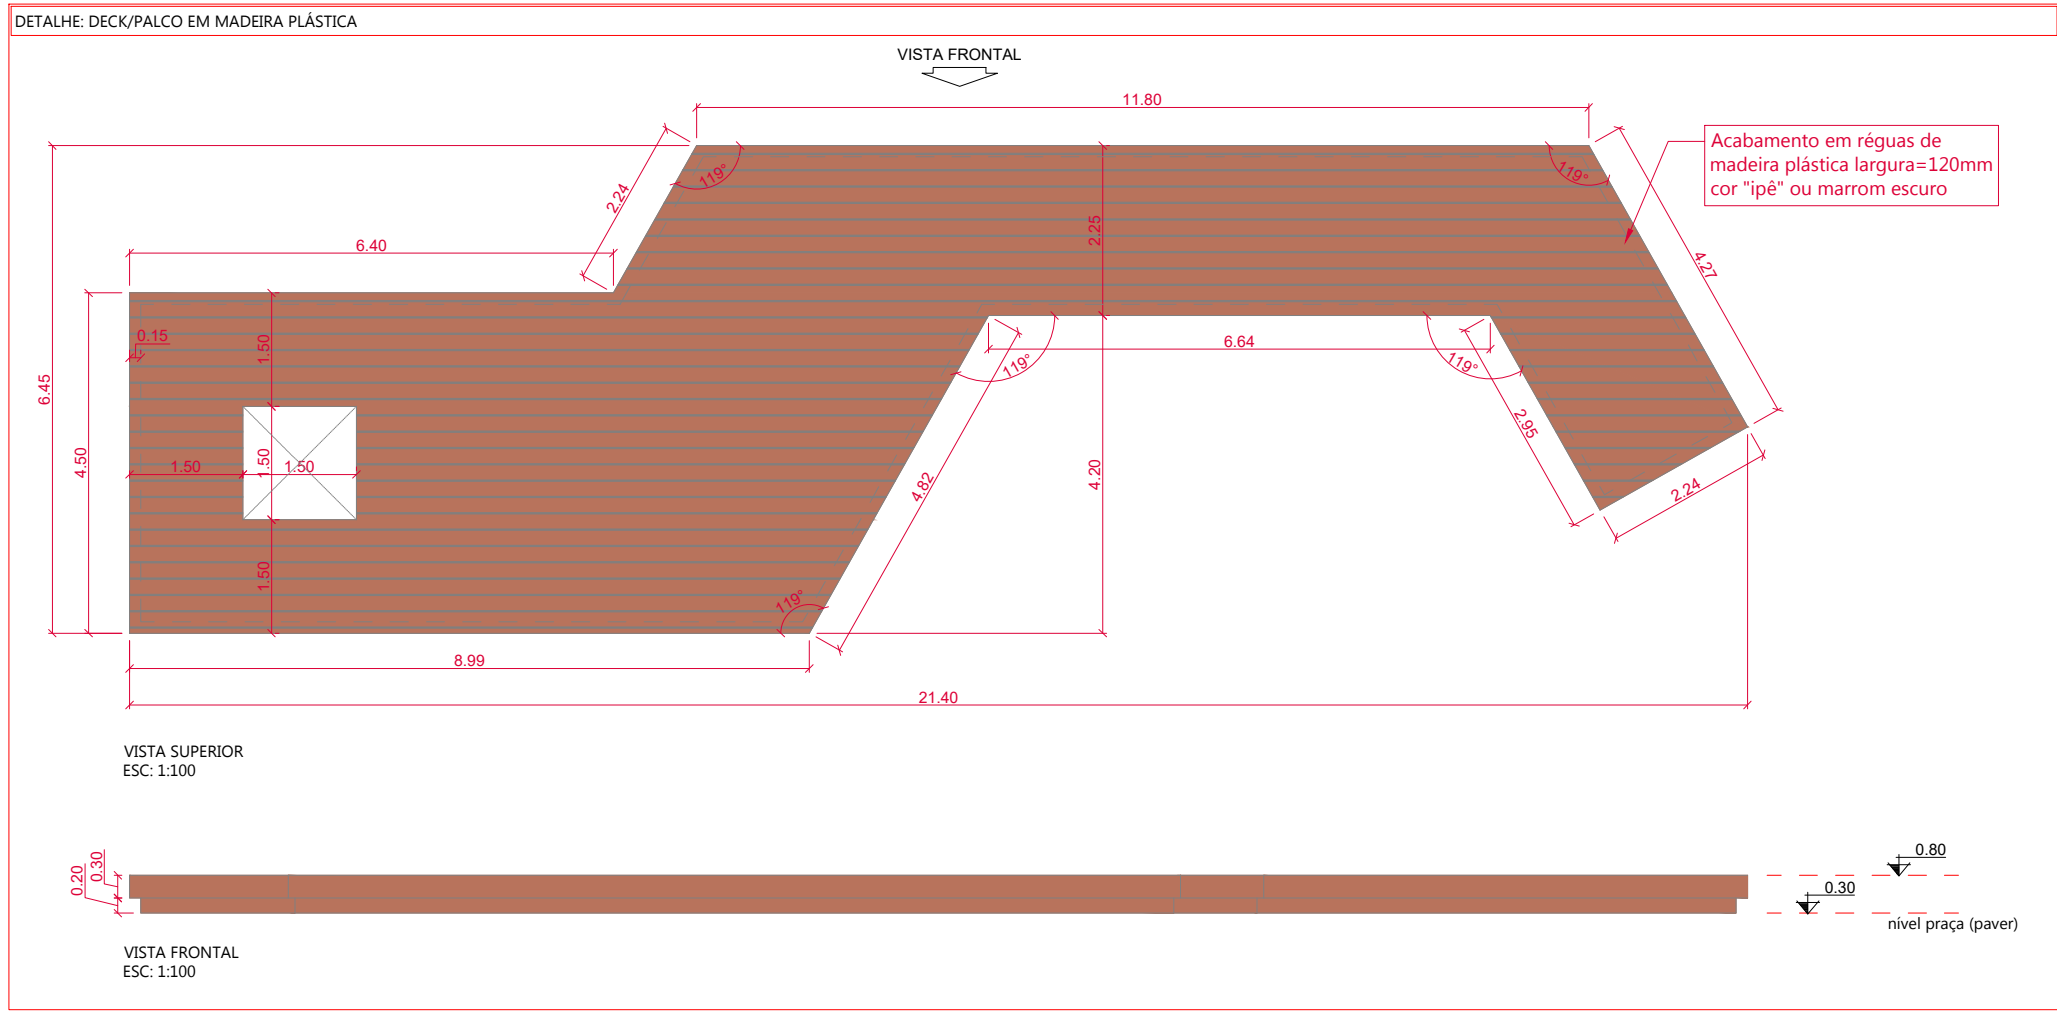 DETALHE: DECK/PALCO EM MADEIRA PLÁSTICA
VISTA FRONTAL
11.80
119°
119°
Acabamento em réguas de
madeira plástica largura=120mm
cor "ipê" ou marrom escuro
2.24
2.25
6.40
4.27
0.15
1.50
6.64
119°
119°
6.45
4.50
1.50
1.50
1.50
2.95
4.82
4.20
2.24
1.50
119°
8.99
21.40
VISTA SUPERIOR
ESC: 1:100
0.20
0.30
0.80
0.30
nível praça (paver)
VISTA FRONTAL
ESC: 1:100